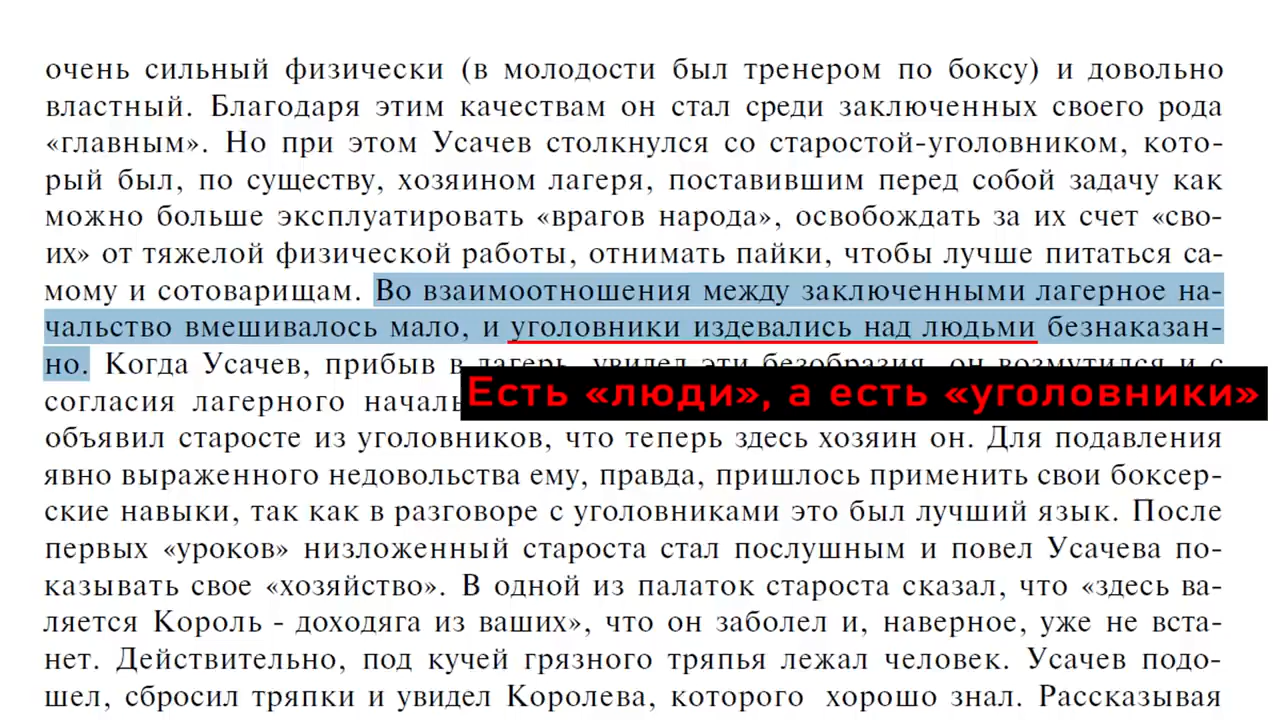 очень сильный физически (в молодости был тренером по боксу) и довольно
властный. Благодаря этим качествам он стал среди заключенных своего рода
«главным». Но при этом Усачев столкнулся со старостой-уголовником, кото-
рый был, по существу, хозяином лагеря, поставившим перед собой задачу как
можно больше эксплуатировать «врагов народа», освобождать за их счет «сво-
их» от тяжелой физической работы, отнимать пайки, чтобы лучше питаться са-
мому и сотоварищам. Во взаимоотношения между заключенными лагерное на-
чальство вмешивалось мало, и уголовники издевались над людьми безнаказан-
но. Когда Усачев, прибыв в лагерь, увидел эти безобразия, он возмутился и с
согласия лагерного началь
Есть «люди», а есть «уголовники»
объявил старосте из уголовников, что теперь здесь хозяин он. Для подавления
явно выраженного недовольства ему, правда, пришлось применить свои боксер-
ские навыки, так как в разговоре с уголовниками это был лучший язык. После
первых «уроков» низложенный староста стал послушным и повел Усачева по-
казывать свое «хозяйство». В одной из палаток староста сказал, что «здесь ва-
ляется Король - доходяга из ваших», что он заболел и, наверное, уже не вста-
нет. Действительно, под кучей грязного тряпья лежал человек. Усачев подо-
шел, сбросил тряпки и увидел Королева, которого хорошо знал. Рассказывая